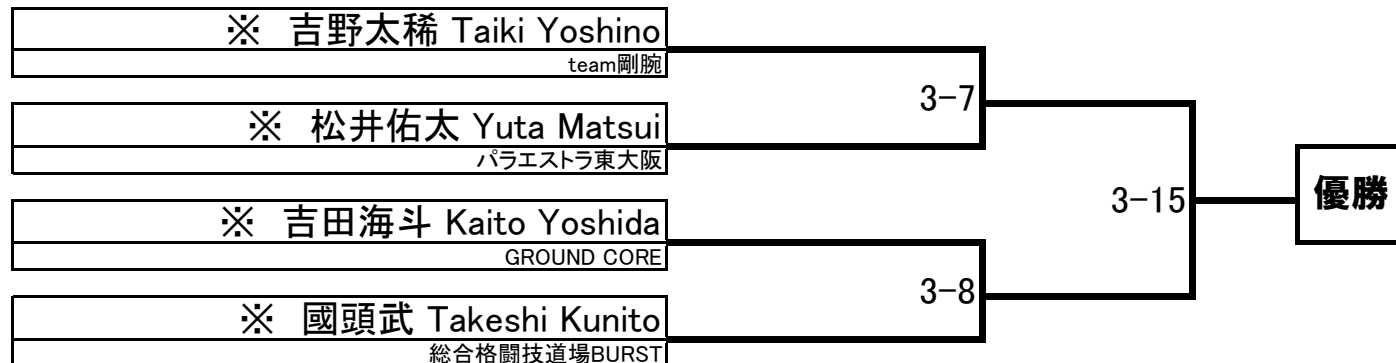 ※ 吉野太稀 Taiki Yoshino
team剛腕
3-7
※ 松井佑太 Yuta Matsui
パラエストラ東大阪
3-15
優勝
※ 吉田海斗 Kaito Yoshida
GROUND CORE
3-8
※ 國頭武 Takeshi Kunito
総合格闘技道場BURST